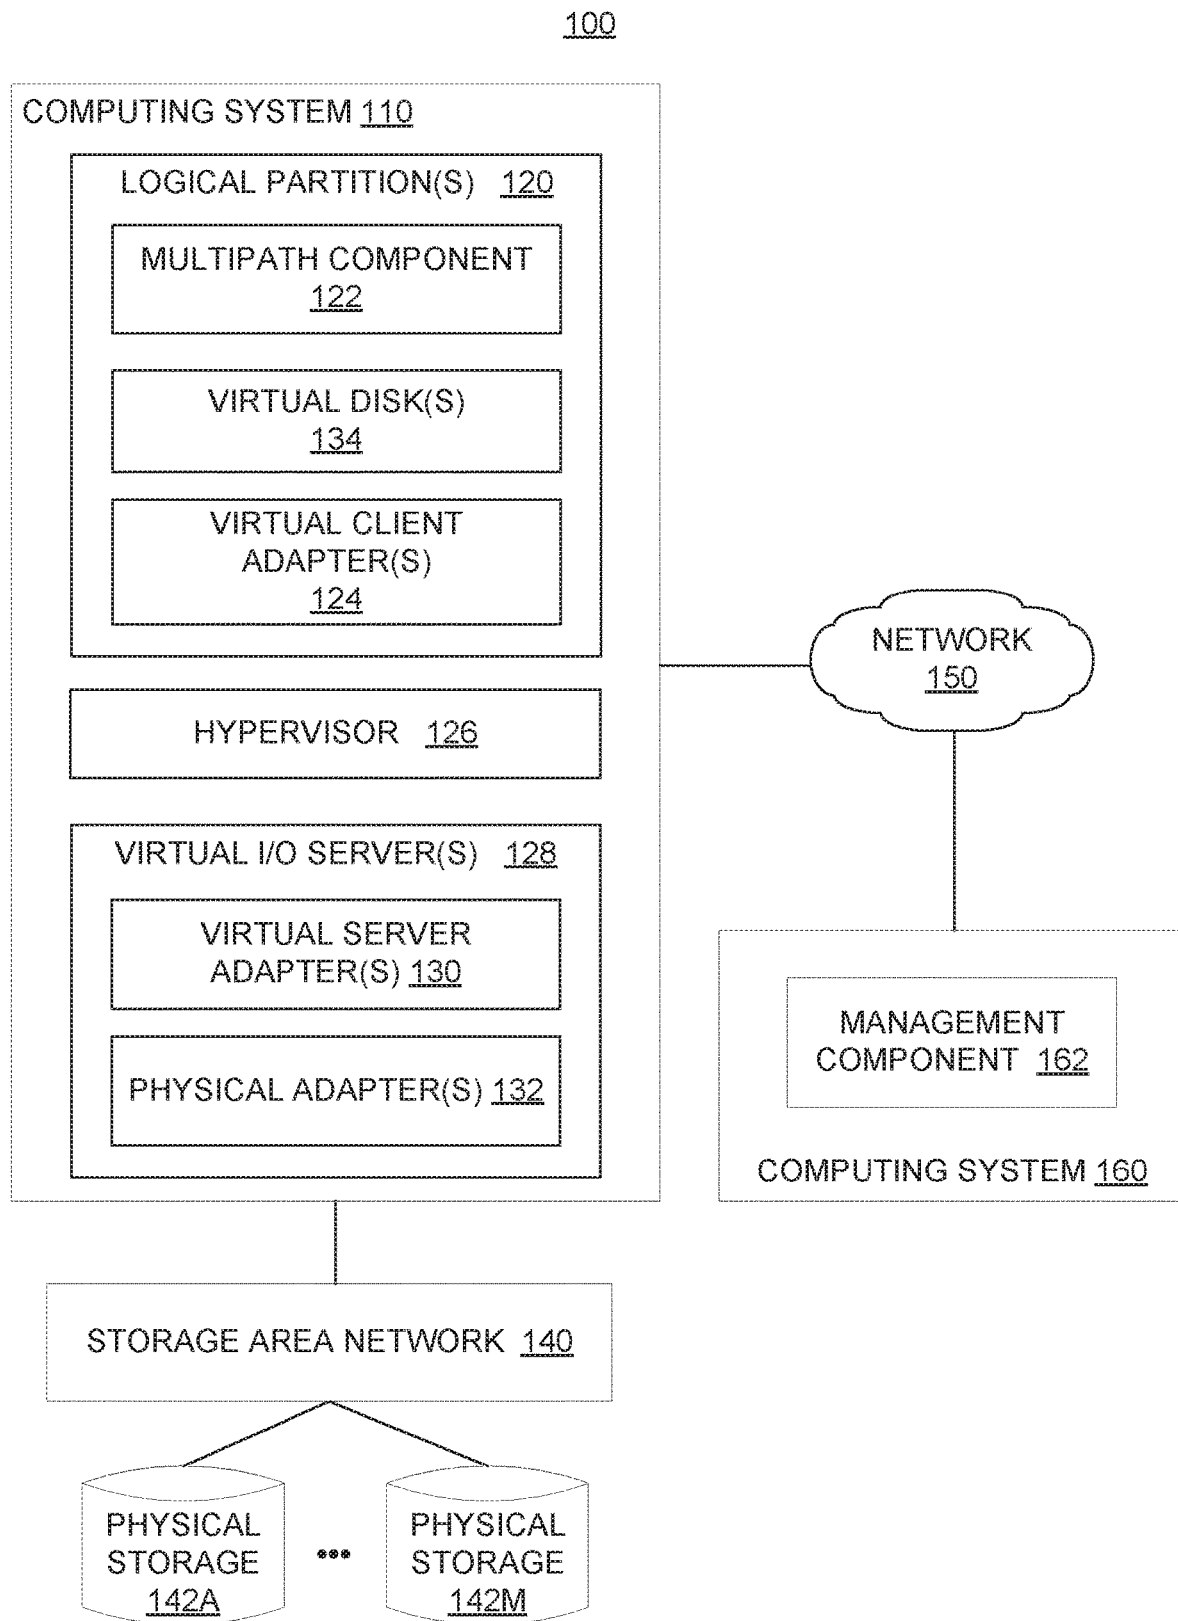 100
COMPUTING SYSTEM 110
LOGICAL PARTITION(S) 120
MULTIPATH COMPONENT
122
VIRTUAL DISK(S)
134
VIRTUAL CLIENT
ADAPTER(S)
124
HYPERVISOR 126
VIRTUAL I/O SERVER(S) 128
VIRTUAL SERVER
ADAPTER(S) 130
PHYSICAL ADAPTER(S) 132
NETWORK
150
MANAGEMENT
COMPONENT 162
COMPUTING SYSTEM 160
STORAGE AREA NETWORK 140
PHYSICAL
STORAGE
142A
•••
PHYSICAL
STORAGE
142M